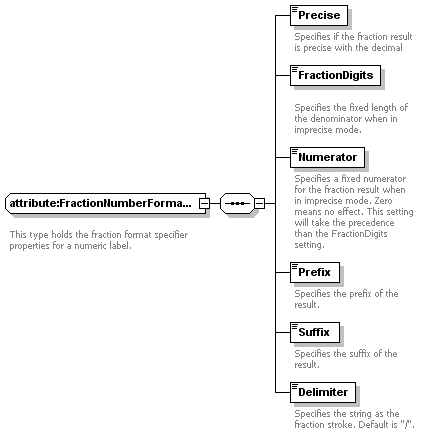 Precise
Specifies if the fraction result
is precise with the decimal
FractionDigits
Specifies the fixed length of
the denominator when in
imprecise mode.
Numerator
Specifies a fixed numerator
for the fraction result when
in imprecise mode. Zero
means no effect. This setting
will take the precedence
than the FractionDigits
setting.
attribute:FractionNumberForma...
This type holds the fraction format specifier
properties for a numeric label.
Prefix
Specifies the prefix of the
result.
Suffix
Specifies the suffix of the
result.
Delimiter
Specifies the string as the
fraction stroke. Default is "/".